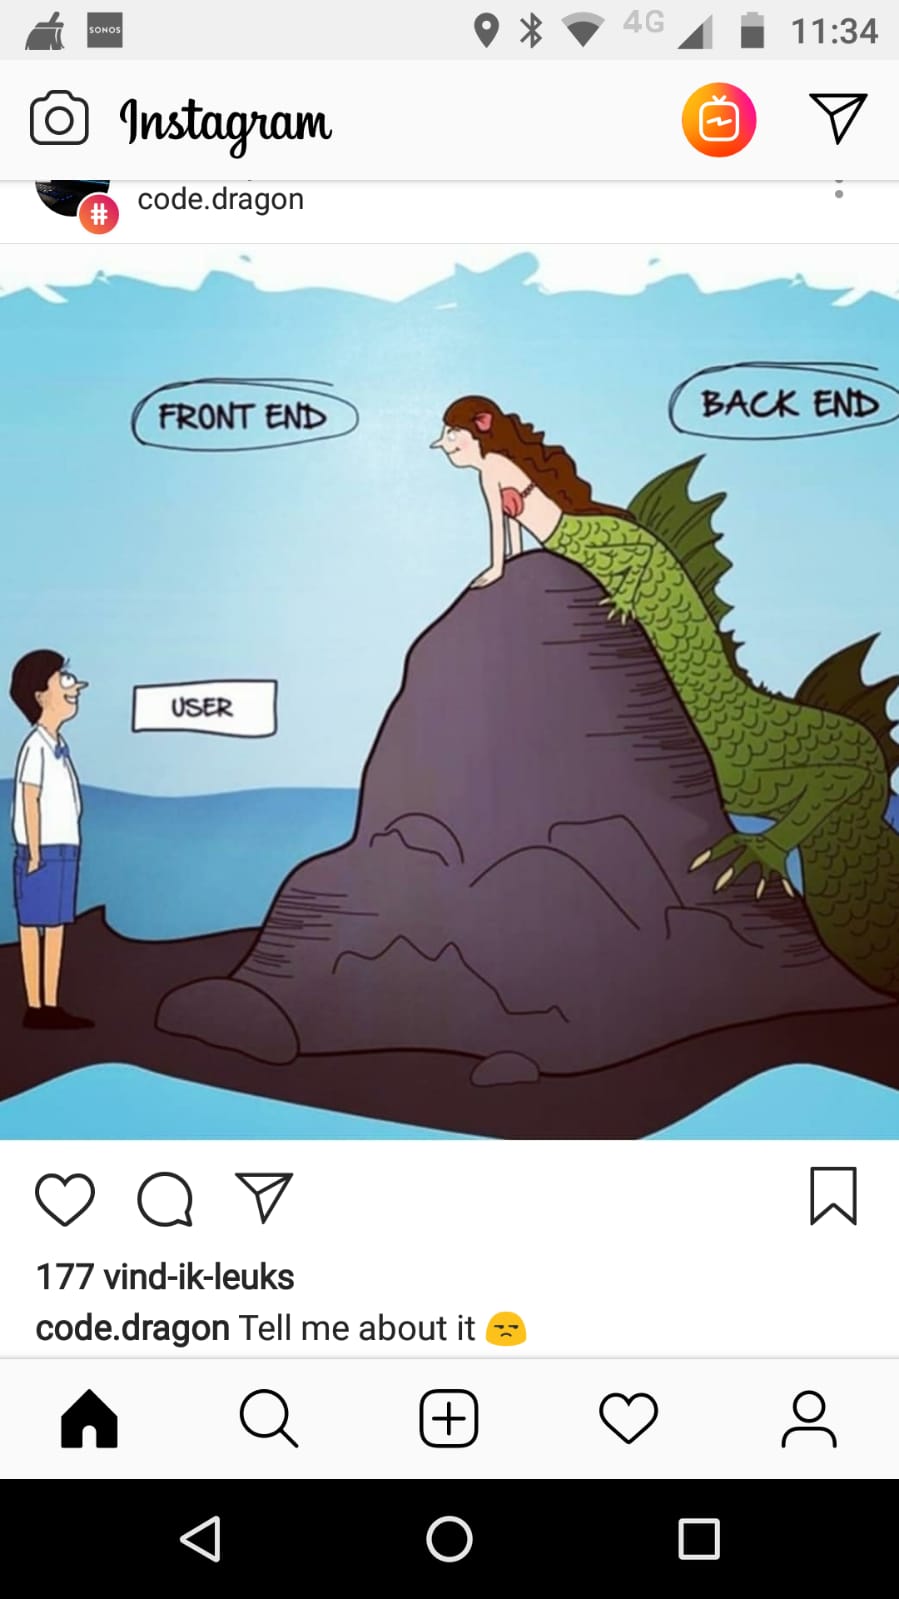 SONOS
4G
11:34
Instagram
code.dragon
FRONT END
BACK END
USER
177 vind-ik-leuks
code.dragon Tell me about it 😒